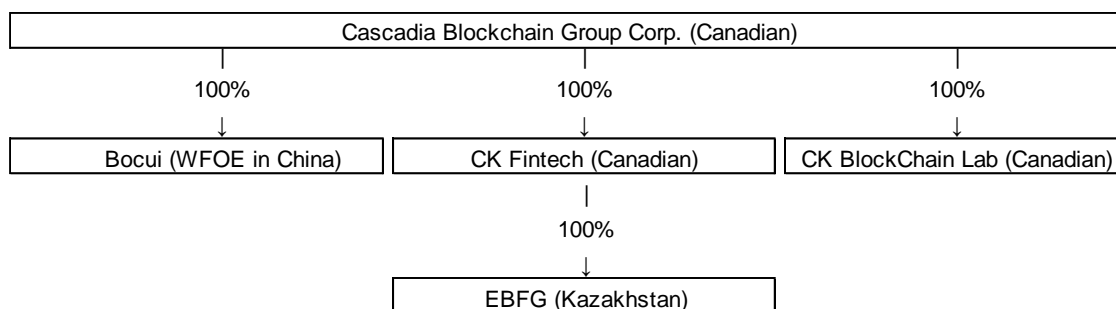 Cascadia Blockchain Group Corp. (Canadian)
100% 100% 100%
Bocui (WFOE in China) CK Fintech (Canadian) CK BlockChain Lab (Canadian)
100%
EBFG (Kazakhstan)